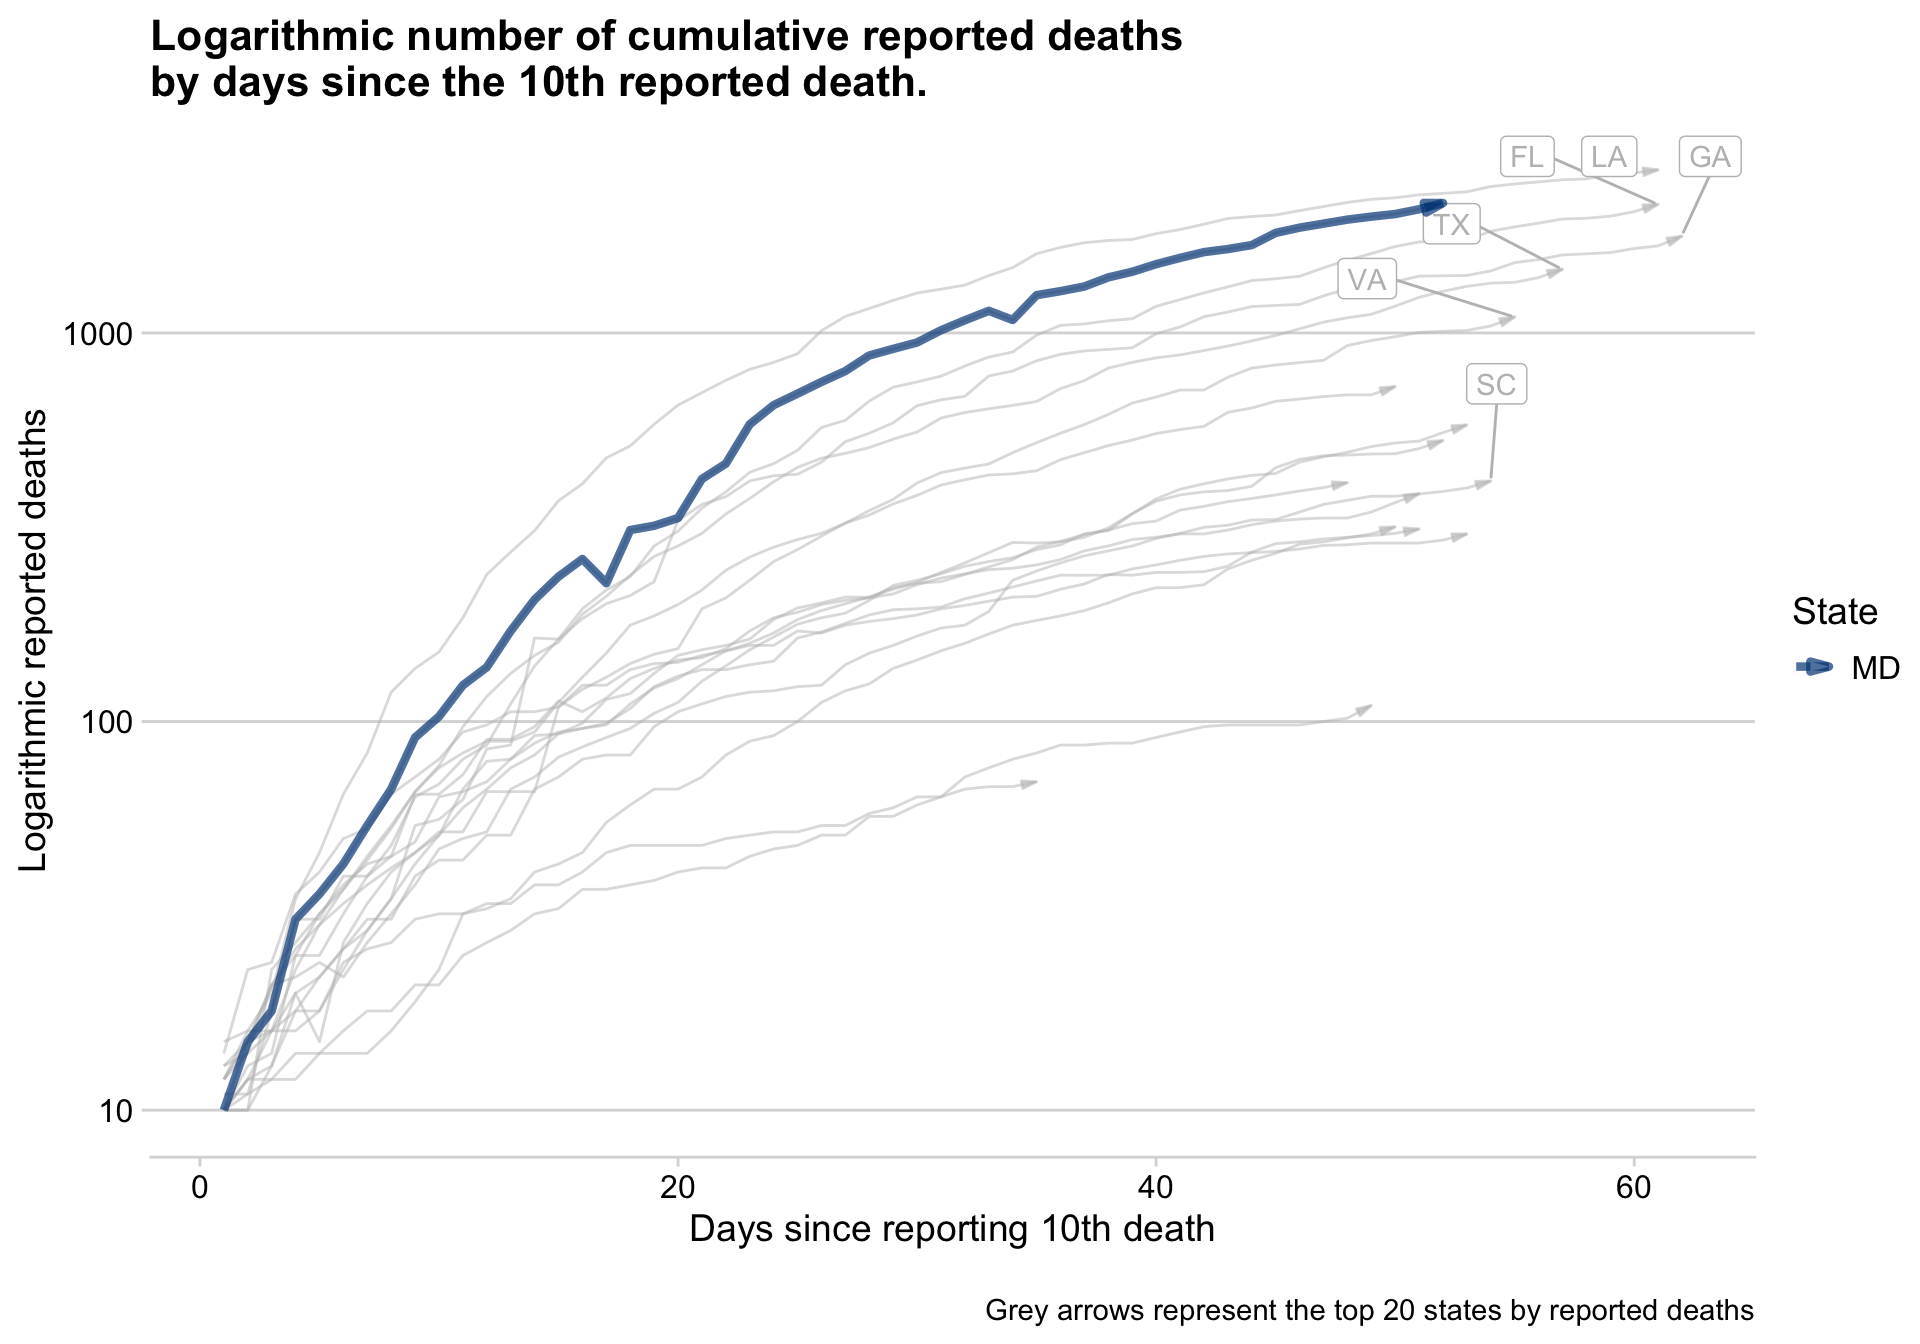 Logarithmic number of cumulative reported deaths
by days since the 10th reported death.
FL LA GA
TX
VA
SC
1000
100
10
Logarithmic reported deaths
0 20 40 60
Days since reporting 10th death
State
MD
Grey arrows represent the top 20 states by reported deaths